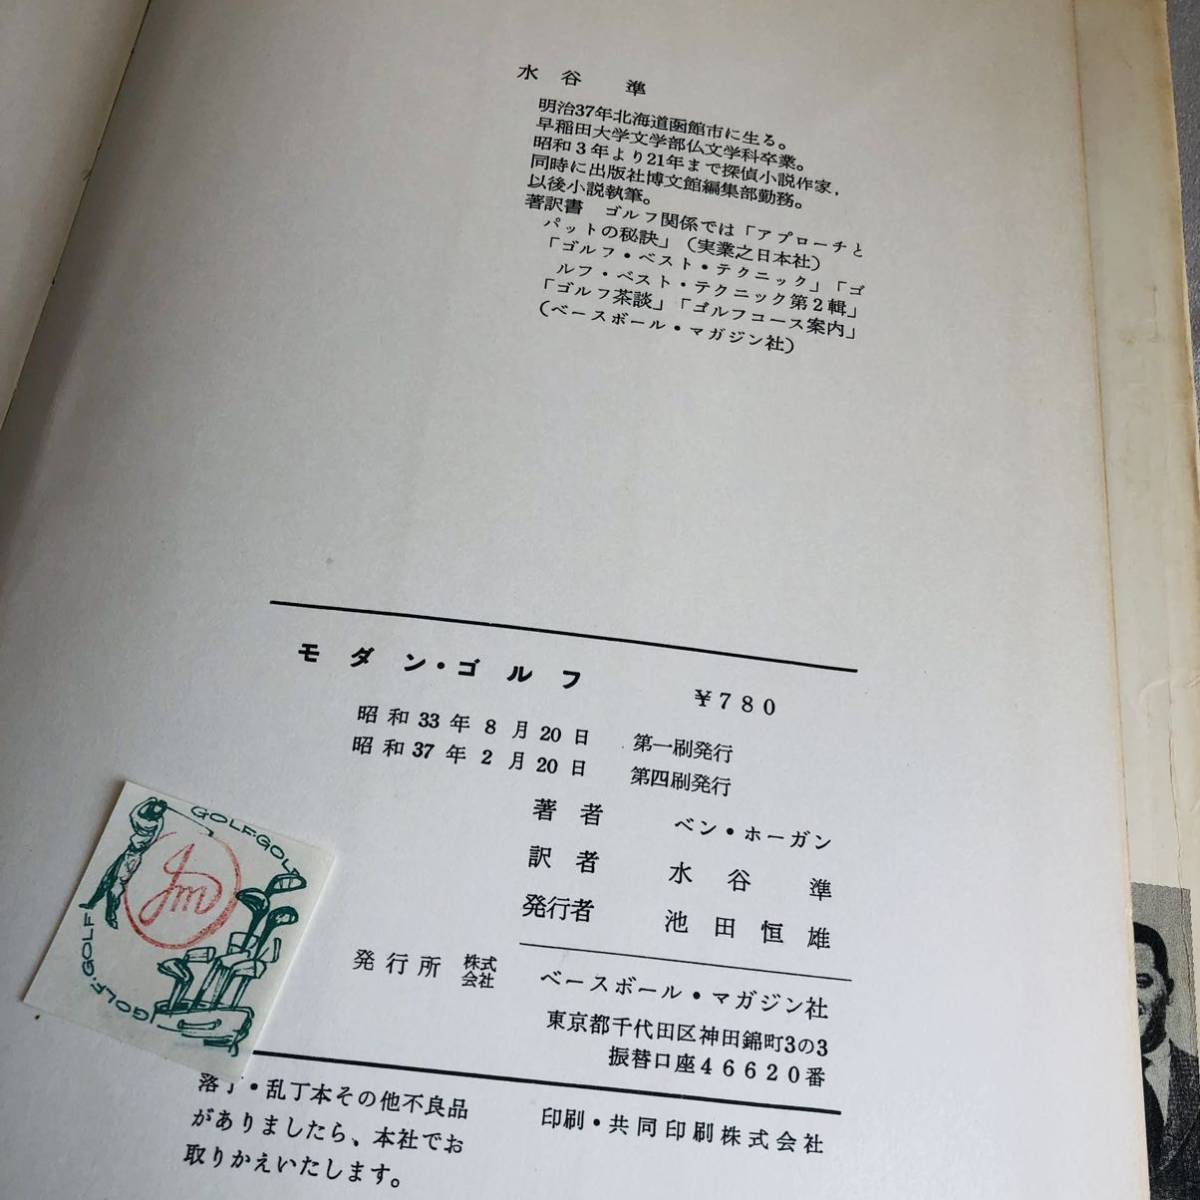 水谷 準
明治37年北海道函館市に生る。
早稲田大学文学部仏文学科卒業。
昭和3年より21年まで探偵小説作家,
同時に出版社博文館編集部勤務。
以後小説執筆。
著訳書 ゴルフ関係では「アプローチと
パットの秘訣」(実業之日本社)
「ゴルフ・ベスト・テクニック」「ゴ
ルフ・ベスト・テクニック第2輯」
「ゴルフ茶談」「ゴルフコース案内」
(ベースボール・マガジン社)
モダン・ゴルフ ¥780
昭和33年8月20日 第一刷発行
昭和37年2月20日 第四刷発行
著者 ベン・ホーガン
訳者 水谷 準
発行者 池田恒雄
発行所 株式会社 ベースボール・マガジン社
東京都千代田区神田錦町3の3
振替口座46620番
GOLF・GOLF
Jm
GOLF・GOLF
落丁・乱丁本その他不良品
がありましたら、本社でお
取りかえいたします。
印刷・共同印刷株式会社